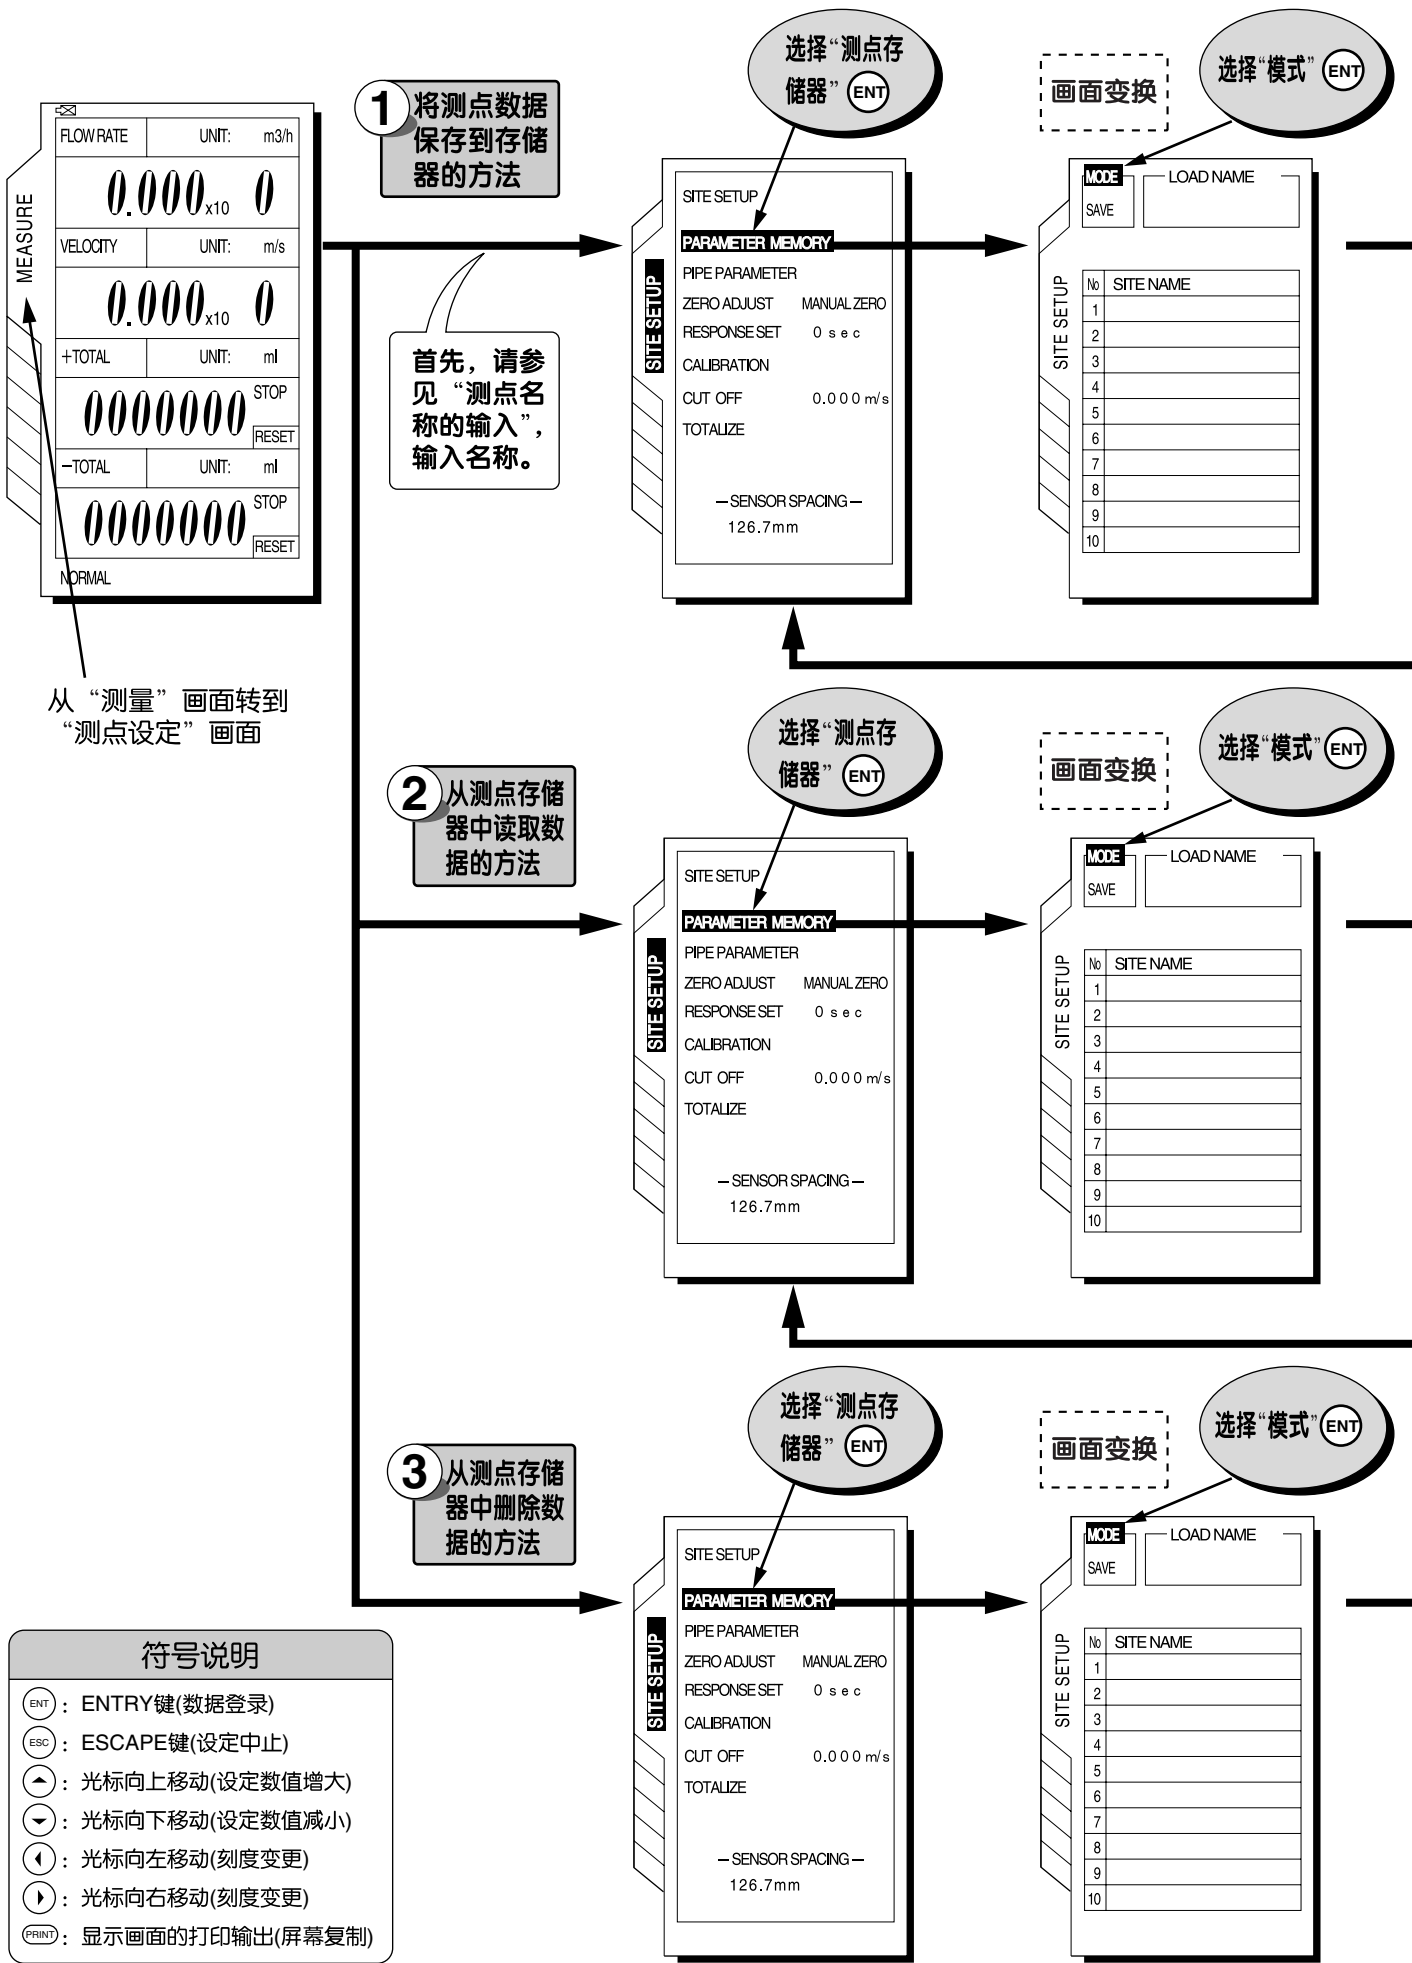 FLOW RATE UNIT: m3/h
0.000 x10 0
VELOCITY UNIT: m/s
0.000 x10 0
+TOTAL UNIT: ml
0000000 STOP
RESET
−TOTAL UNIT: ml
0000000 STOP
RESET
NORMAL
MEASURE
从“测量”画面转到
“测点设定”画面
1 将测点数据
保存到存储
器的方法
首先，请参
见“测点名
称的输入”，
输入名称。
选择“测点存
储器” ENT
SITE SETUP
SITE SETUP
PARAMETER MEMORY
PIPE PARAMETER
ZERO ADJUST MANUAL ZERO
RESPONSE SET 0 sec
CALIBRATION
CUT OFF 0.000 m/s
TOTALIZE
— SENSOR SPACING —
126.7mm
画面变换
选择“模式” ENT
MODE LOAD NAME
SAVE
SITE SETUP
No SITE NAME
1
2
3
4
5
6
7
8
9
10
2 从测点存储
器中读取数
据的方法
选择“测点存
储器” ENT
SITE SETUP
SITE SETUP
PARAMETER MEMORY
PIPE PARAMETER
ZERO ADJUST MANUAL ZERO
RESPONSE SET 0 sec
CALIBRATION
CUT OFF 0.000 m/s
TOTALIZE
— SENSOR SPACING —
126.7mm
画面变换
选择“模式” ENT
MODE LOAD NAME
SAVE
SITE SETUP
No SITE NAME
1
2
3
4
5
6
7
8
9
10
3 从测点存储
器中删除数
据的方法
选择“测点存
储器” ENT
SITE SETUP
SITE SETUP
PARAMETER MEMORY
PIPE PARAMETER
ZERO ADJUST MANUAL ZERO
RESPONSE SET 0 sec
CALIBRATION
CUT OFF 0.000 m/s
TOTALIZE
— SENSOR SPACING —
126.7mm
画面变换
选择“模式” ENT
MODE LOAD NAME
SAVE
SITE SETUP
No SITE NAME
1
2
3
4
5
6
7
8
9
10
符号说明
ENT：ENTRY键(数据登录)
ESC：ESCAPE键(设定中止)
：光标向上移动(设定数值增大)
：光标向下移动(设定数值减小)
：光标向左移动(刻度变更)
：光标向右移动(刻度变更)
PRINT：显示画面的打印输出(屏幕复制)